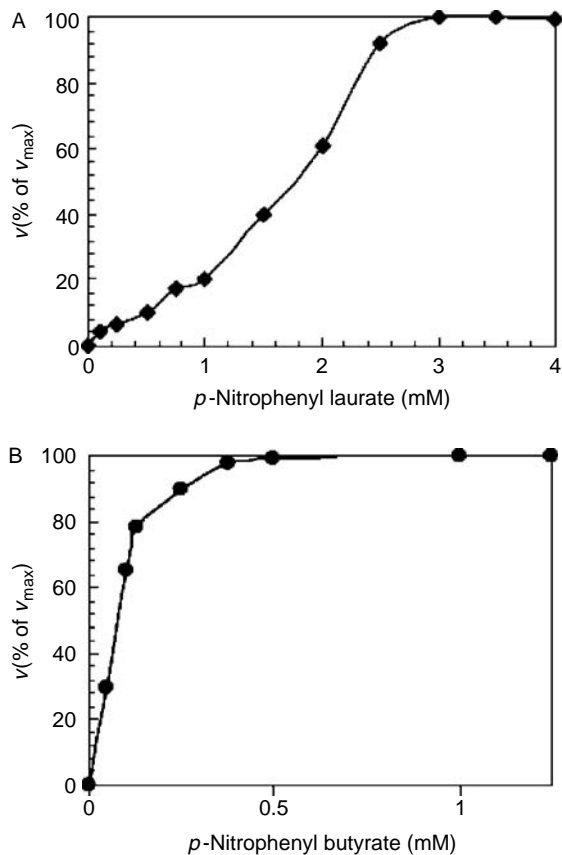 A
100
80
60
40
20
0
v(% of vmax)
0 1 2 3 4
p-Nitrophenyl laurate (mM)
B
100
80
60
40
20
0
v(% of vmax)
0 0.5 1
p-Nitrophenyl butyrate (mM)